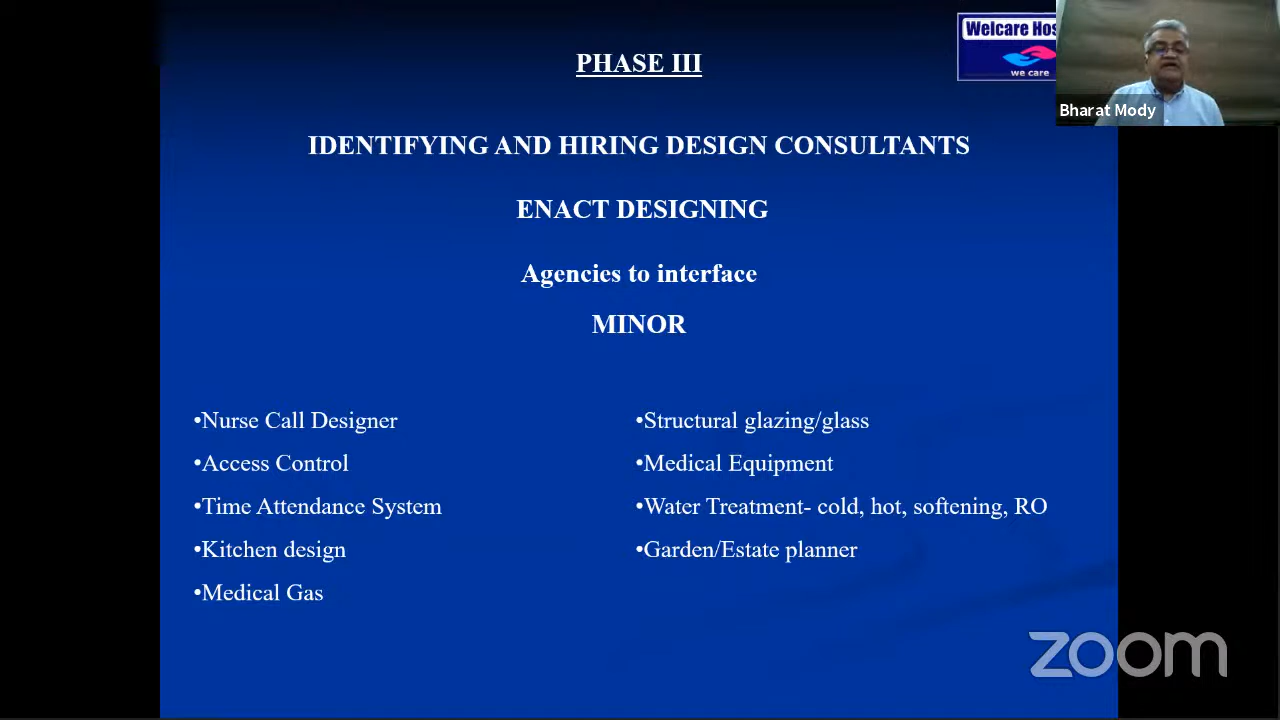 PHASE III
Welcare Hos
we care
Bharat Mody
IDENTIFYING AND HIRING DESIGN CONSULTANTS
ENACT DESIGNING
Agencies to interface
MINOR
•Nurse Call Designer
•Access Control
•Time Attendance System
•Kitchen design
•Medical Gas
•Structural glazing/glass
•Medical Equipment
•Water Treatment- cold, hot, softening, RO
•Garden/Estate planner
zoom